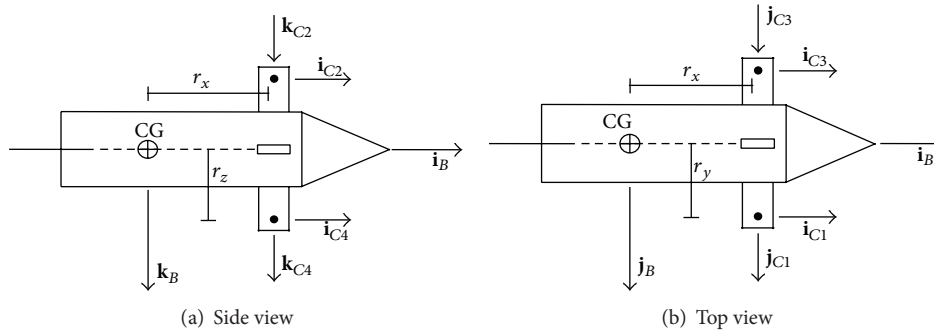 k_C2
i_C2
r_x
CG
i_B
r_z
i_C4
k_B
k_C4
(a) Side view
j_C3
i_C3
r_x
CG
i_B
r_y
i_C1
j_B
j_C1
(b) Top view